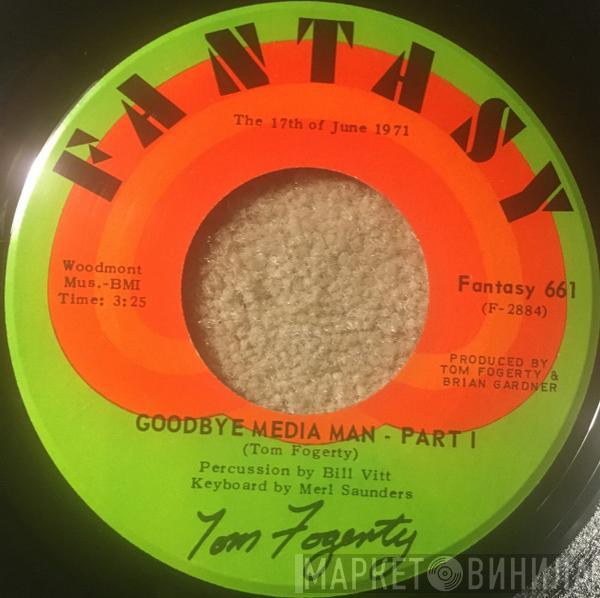 FANTASY
The 17th of June 1971
Woodmont
Mus.-BMI
Time: 3:25
Fantasy 661
(F-2884)
PRODUCED BY
TOM FOGERTY &
BRIAN GARDNER
GOODBYE MEDIA MAN - PART I
(Tom Fogerty)
Percussion by Bill Vitt
Keyboard by Merl Saunders
Tom Fogerty
МАРКЕТ ВИНИЛА